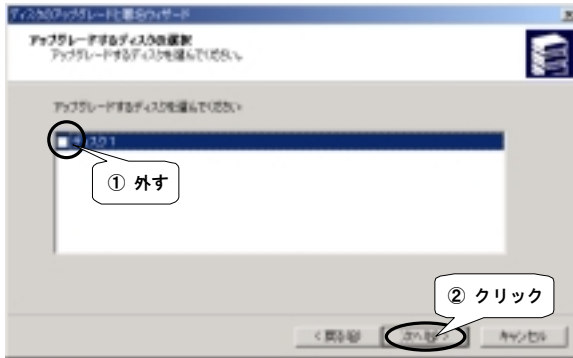 ディスクのアップグレードと署名ウィザード
アップグレードするディスクの選択
アップグレードするディスクを選んでください。
アップグレードするディスクを選んでください
ディスク 1
① 外す
② クリック
< 戻る(B)
次へ(N) >
キャンセル